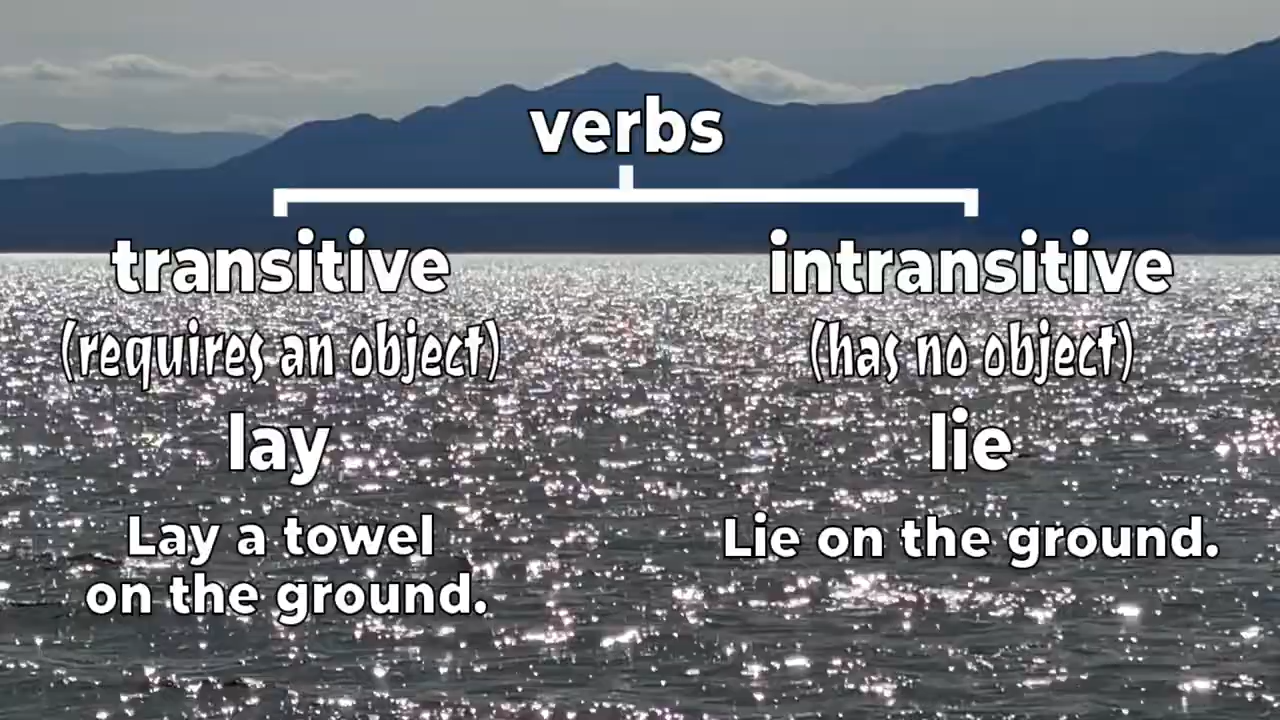 verbs
transitive
intransitive
(requires an object)
(has no object)
lay
lie
Lay a towel
on the ground.
Lie on the ground.